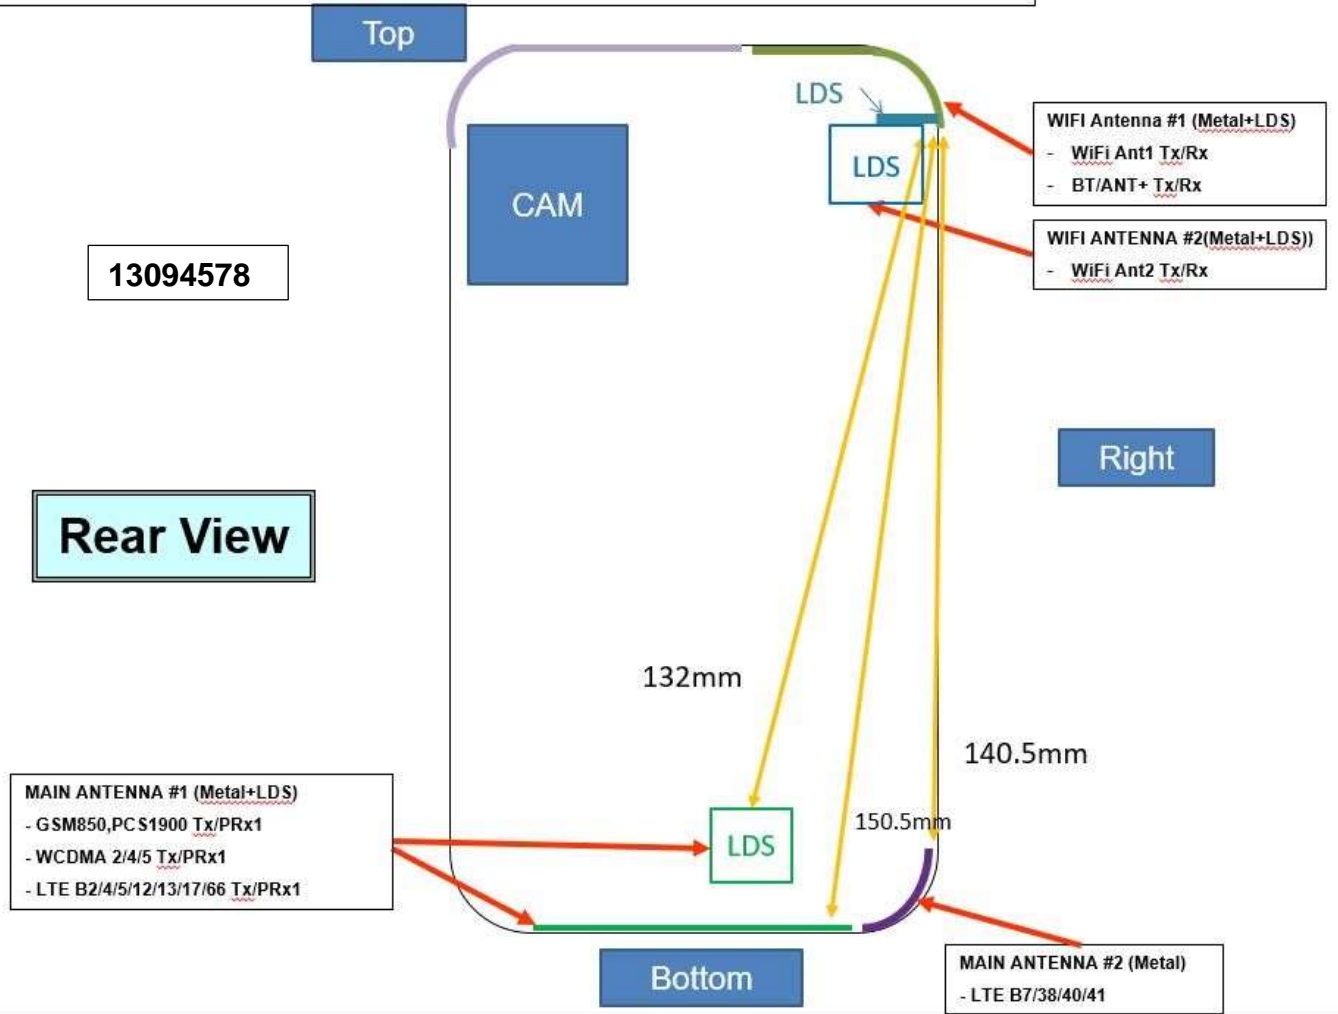 Top
LDS
WIFI Antenna #1 (Metal+LDS)
- WiFi Ant1 Tx/Rx
- BT/ANT+ Tx/Rx
LDS
CAM
WIFI ANTENNA #2(Metal+LDS))
- WiFi Ant2 Tx/Rx
13094578
Right
Rear View
132mm
140.5mm
MAIN ANTENNA #1 (Metal+LDS)
- GSM850,PCS1900 Tx/PRx1
- WCDMA 2/4/5 Tx/PRx1
- LTE B2/4/5/12/13/17/66 Tx/PRx1
150.5mm
LDS
MAIN ANTENNA #2 (Metal)
- LTE B7/38/40/41
Bottom